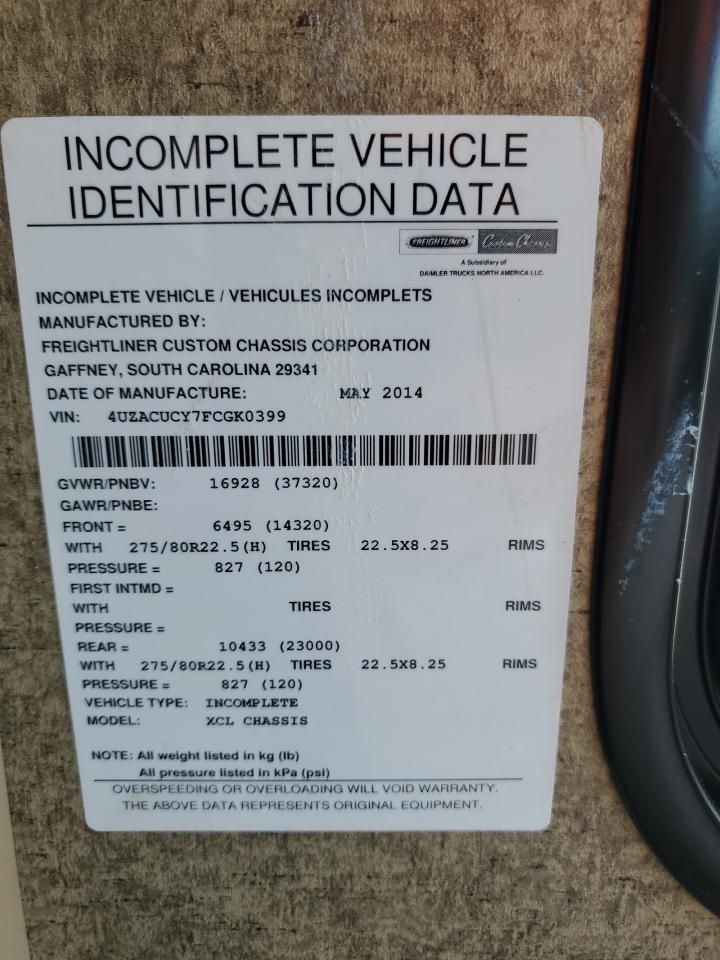 INCOMPLETE VEHICLE
IDENTIFICATION DATA
FREIGHTLINER Custom Chassis
A Subsidiary of
DAIMLER TRUCKS NORTH AMERICA LLC.
INCOMPLETE VEHICLE / VEHICULES INCOMPLETS
MANUFACTURED BY:
FREIGHTLINER CUSTOM CHASSIS CORPORATION
GAFFNEY, SOUTH CAROLINA 29341
DATE OF MANUFACTURE: MAY 2014
VIN: 4UZACUCY7FCGK0399
GVWR/PNBV: 16928 (37320)
GAWR/PNBE:
FRONT = 6495 (14320)
WITH 275/80R22.5(H) TIRES 22.5X8.25 RIMS
PRESSURE = 827 (120)
FIRST INTMD =
WITH TIRES RIMS
PRESSURE =
REAR = 10433 (23000)
WITH 275/80R22.5(H) TIRES 22.5X8.25 RIMS
PRESSURE = 827 (120)
VEHICLE TYPE: INCOMPLETE
MODEL: XCL CHASSIS
NOTE: All weight listed in kg (lb)
All pressure listed in kPa (psi)
OVERSPEEDING OR OVERLOADING WILL VOID WARRANTY.
THE ABOVE DATA REPRESENTS ORIGINAL EQUIPMENT.